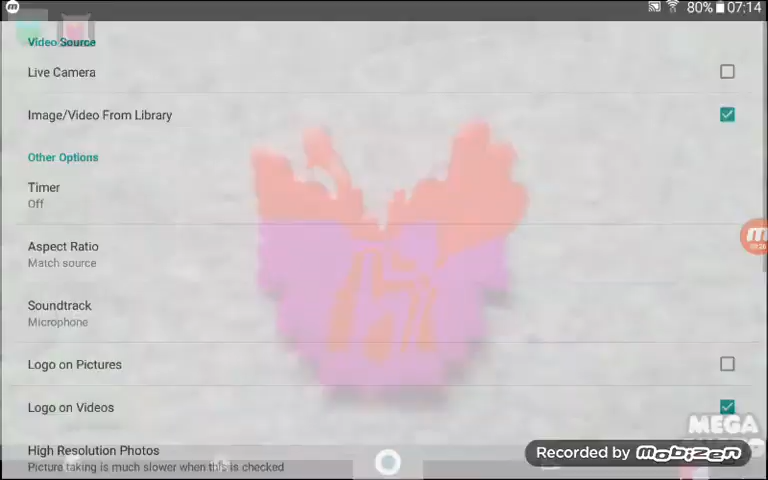 80% 07:14
Video Source
Live Camera
Image/Video From Library
Other Options
Timer
Off
Aspect Ratio
Match source
Soundtrack
Microphone
Logo on Pictures
Logo on Videos
MEGA
High Resolution Photos
Recorded by Mobizen
Picture taking is much slower when this is checked